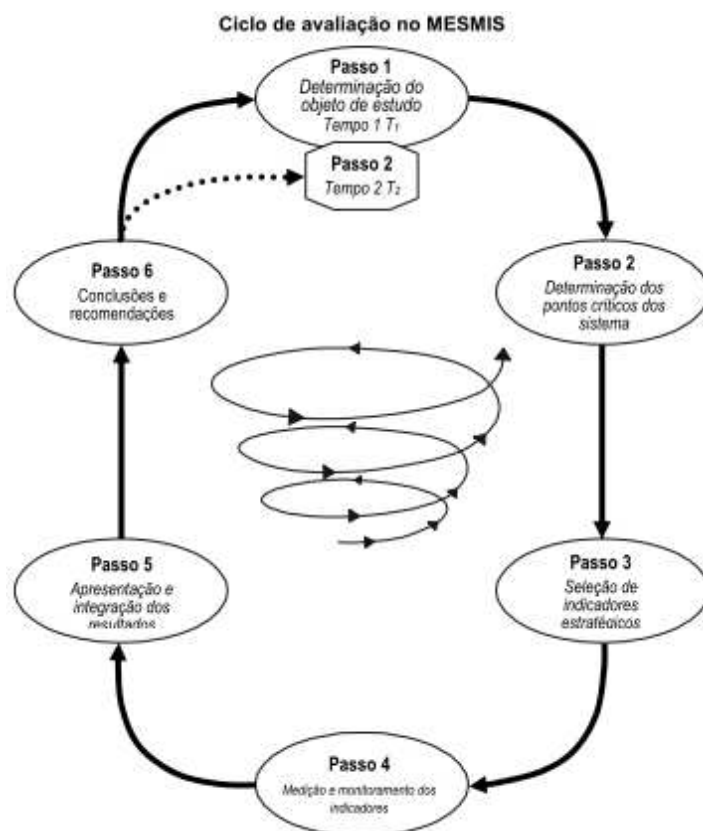 Ciclo de avaliação no MESMIS
Passo 1
Determinação do
objeto de estudo
Tempo 1 T₁
Passo 2
Tempo 2 T₂
Passo 2
Determinação dos
pontos críticos dos
sistema
Passo 3
Seleção de
indicadores
estratégicos
Passo 4
Medição e monitoramento dos
indicadores
Passo 5
Apresentação e
integração dos
resultados
Passo 6
Conclusões e
recomendações